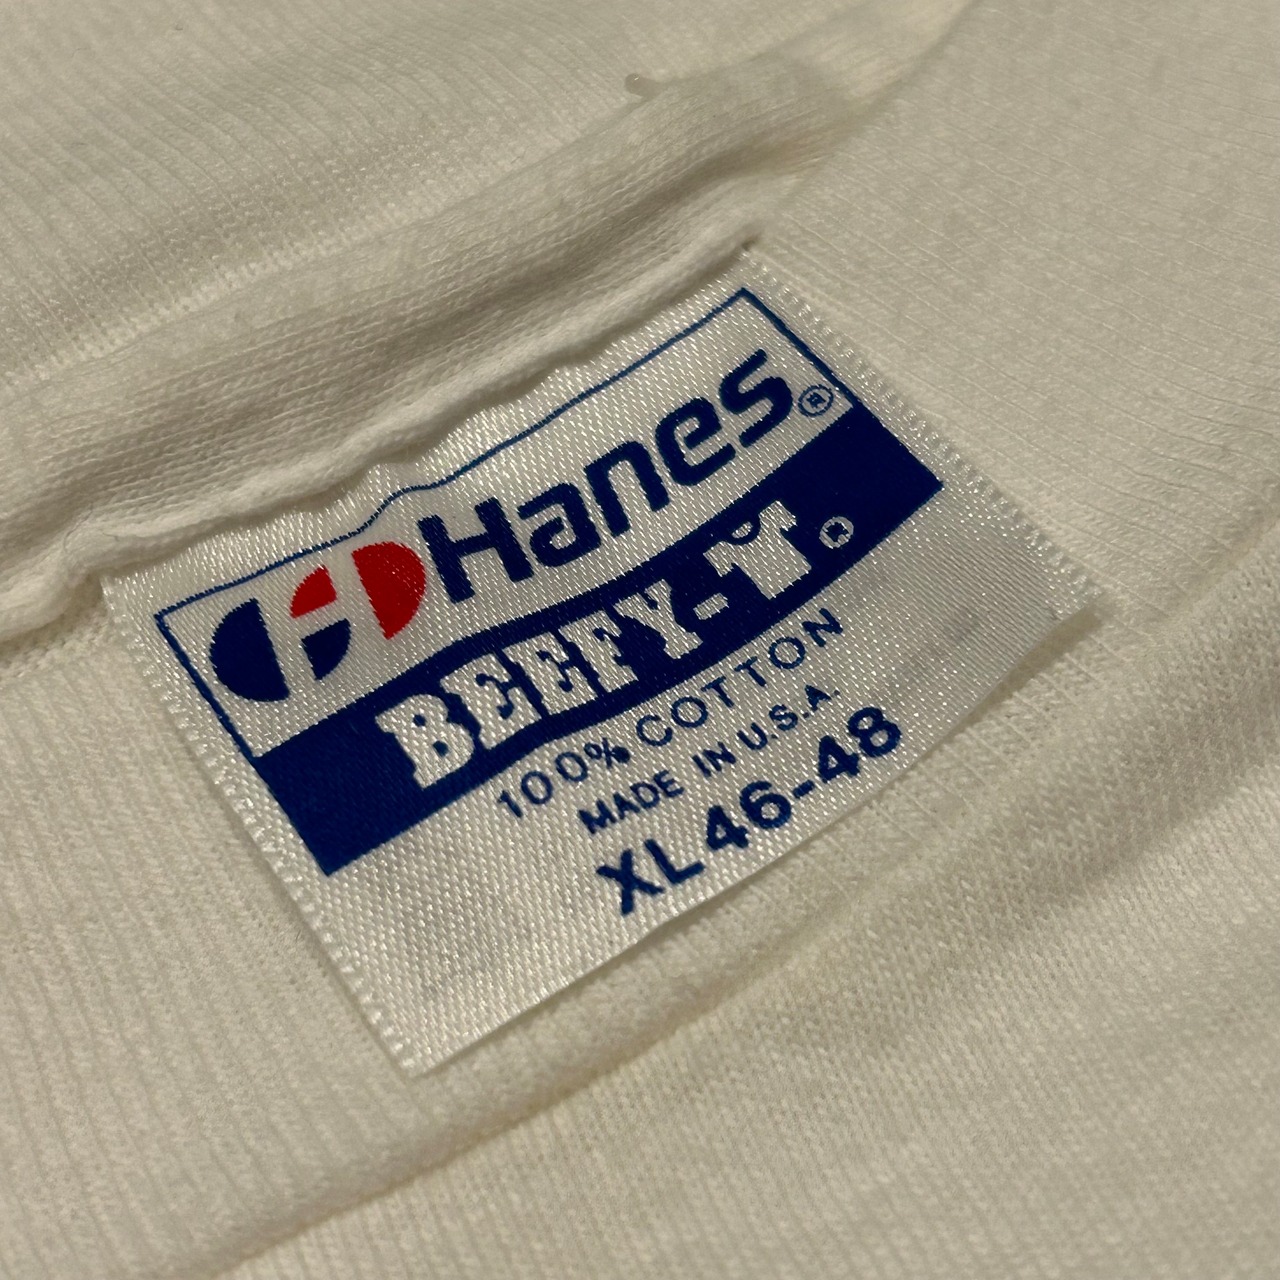 Hanes®
BEEFY-T®
100% COTTON
MADE IN U.S.A.
XL 46-48